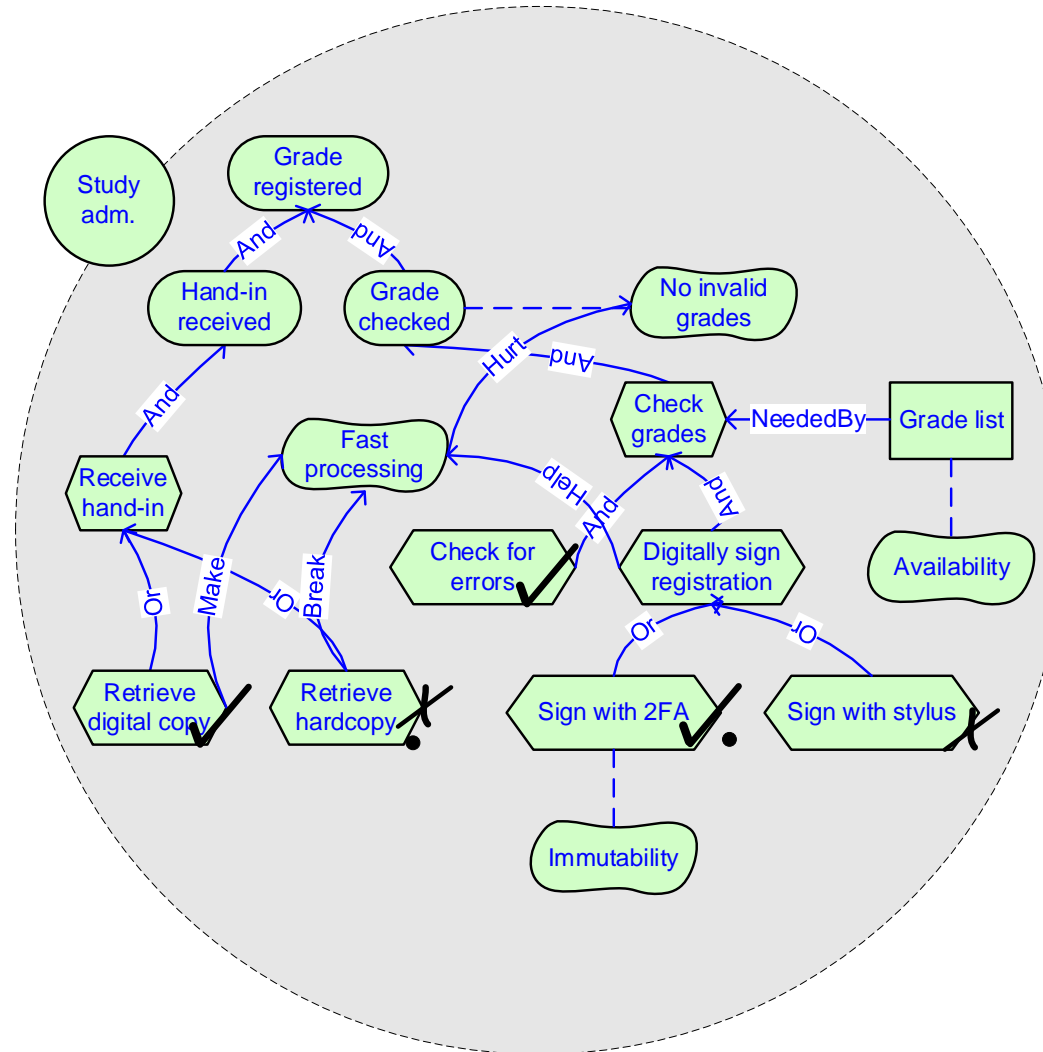 Grade
registered
Study
adm.
And
And
Hand-in
received
Grade
checked
No invalid
grades
Hurt
And
And
Check
grades
NeededBy
Grade list
Fast
processing
Receive
hand-in
Help
And
And
Check for
errors
Digitally sign
registration
Availability
Or
Make
Or
Break
Or
Or
Retrieve
digital copy
Retrieve
hardcopy
Sign with 2FA
Sign with stylus
Immutability